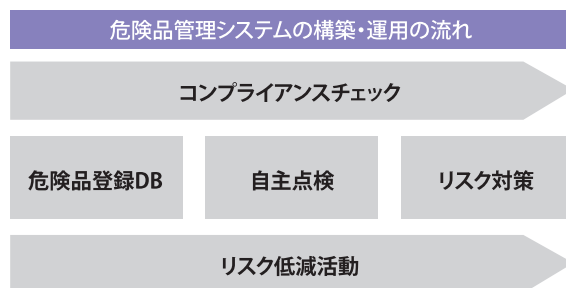 危険品管理システムの構築・運用の流れ
コンプライアンスチェック
危険品登録DB
自主点検
リスク対策
リスク低減活動